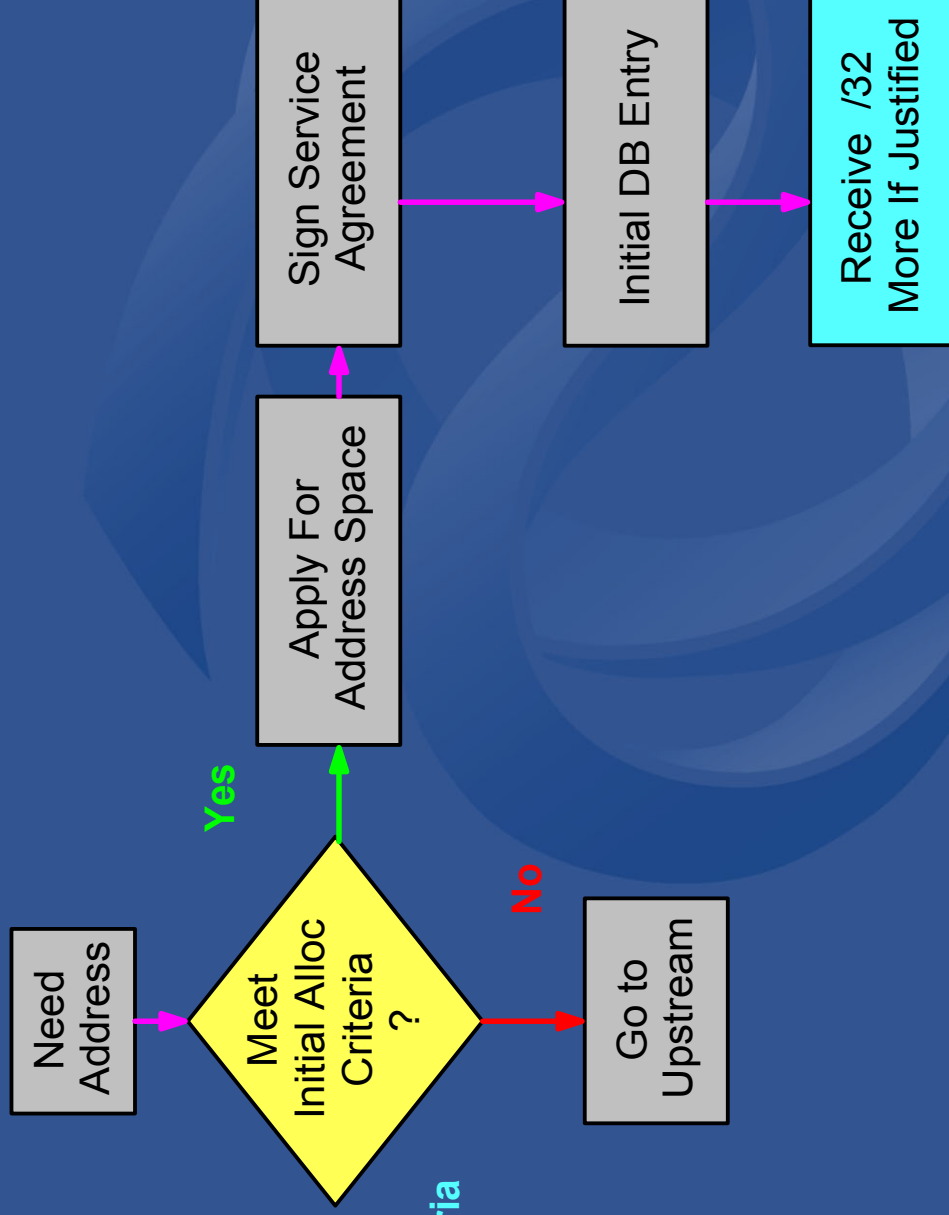 Need
Address
Meet
Initial Alloc
Criteria
?
Yes
No
Go to
Upstream
Apply For
Address Space
Sign Service
Agreement
Initial DB Entry
Receive /32
More If Justified